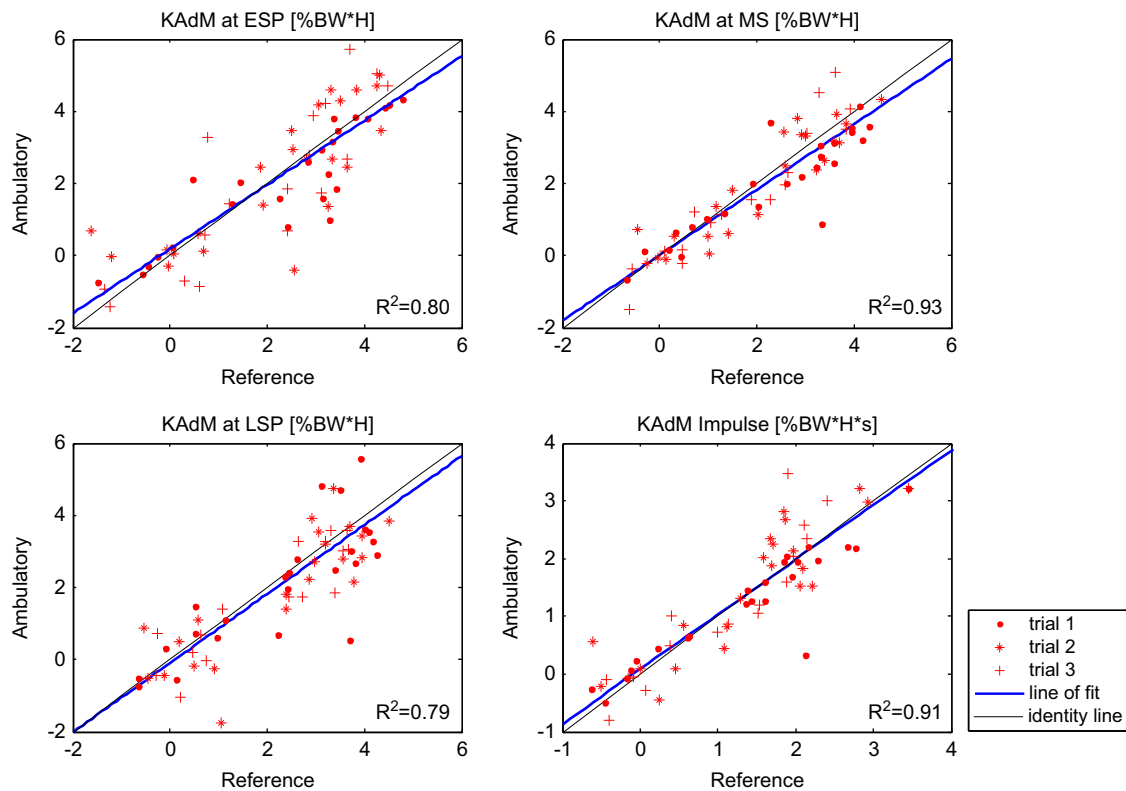 KAdM at ESP [%BW*H]
6
4
2
0
-2
Ambulatory
R²=0.80
-2 0 2 4 6
Reference
KAdM at MS [%BW*H]
6
4
2
0
-2
Ambulatory
R²=0.93
-2 0 2 4 6
Reference
KAdM at LSP [%BW*H]
6
4
2
0
-2
Ambulatory
R²=0.79
-2 0 2 4 6
Reference
KAdM Impulse [%BW*H*s]
4
3
2
1
0
-1
Ambulatory
R²=0.91
-1 0 1 2 3 4
Reference
trial 1
trial 2
trial 3
line of fit
identity line